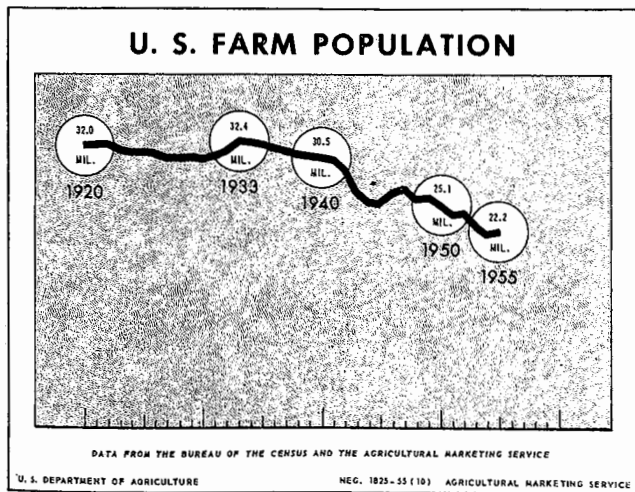 U. S. FARM POPULATION
32.0
MIL.
1920
32.4
MIL.
1933
30.5
MIL.
1940
25.1
MIL.
1950
22.2
MIL.
1955
DATA FROM THE BUREAU OF THE CENSUS AND THE AGRICULTURAL MARKETING SERVICE
U. S. DEPARTMENT OF AGRICULTURE NEG. 1825-55 (10) AGRICULTURAL MARKETING SERVICE